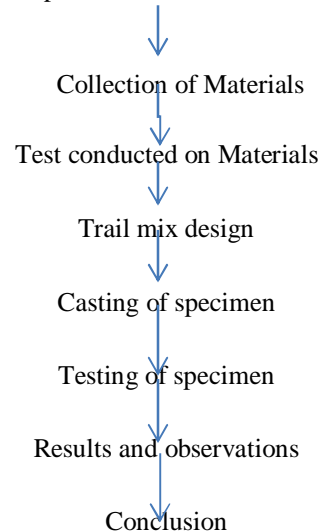 Collection of Materials
Test conducted on Materials
Trail mix design
Casting of specimen
Testing of specimen
Results and observations
Conclusion